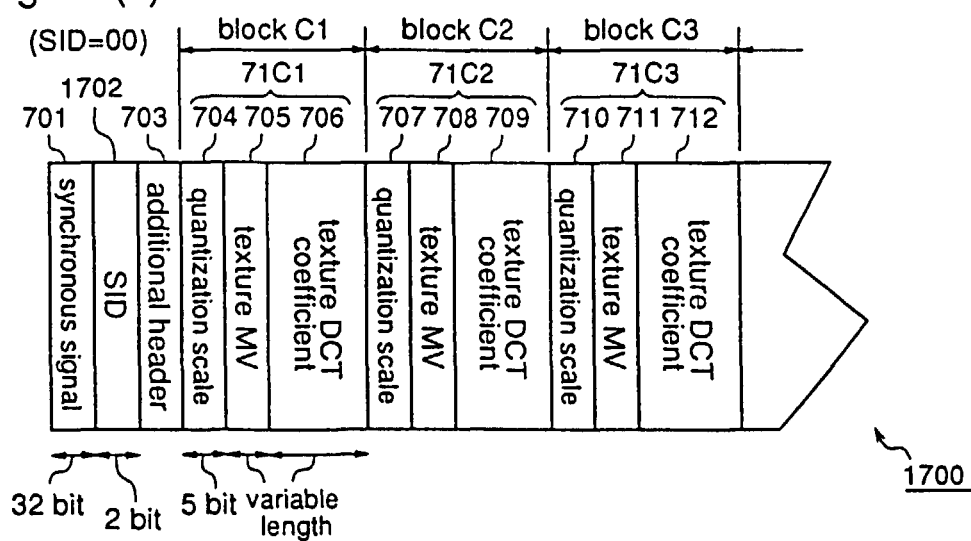 (SID=00)
block C1 block C2 block C3
1702 71C1 71C2 71C3
701 703 704 705 706 707 708 709 710 711 712
synchronous signal
SID
additional header
quantization scale
texture MV
texture DCT
coefficient
quantization scale
texture MV
texture DCT
coefficient
quantization scale
texture MV
texture DCT
coefficient
32 bit 2 bit 5 bit variable
length
1700